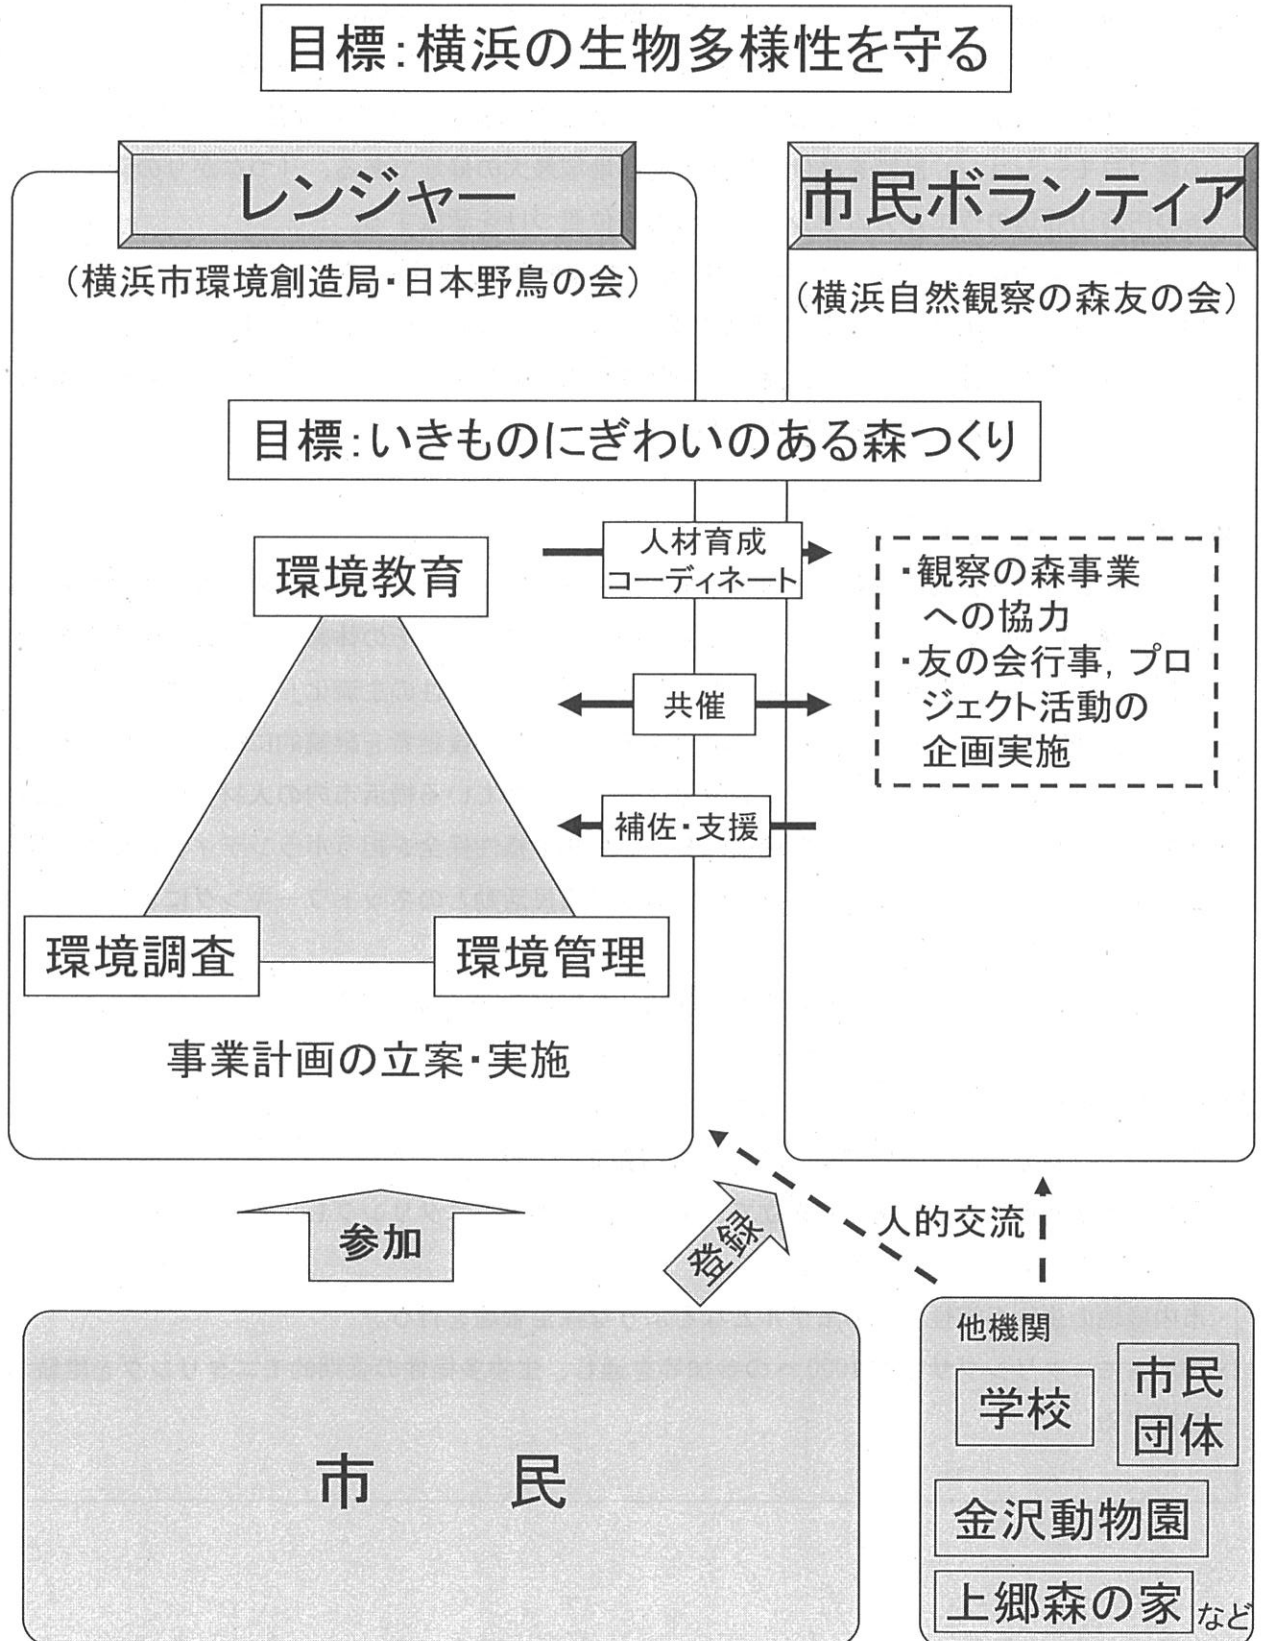 目標:横浜の生物多様性を守る
レンジャー
(横浜市環境創造局・日本野鳥の会)
市民ボランティア
(横浜自然観察の森友の会)
目標:いきものにぎわいのある森つくり
環境教育
環境調査
環境管理
事業計画の立案・実施
人材育成
コーディネート
共催
補佐・支援
・観察の森事業
への協力
・友の会行事,プロ
ジェクト活動の
企画実施
参加
登録
人的交流
市 民
他機関
学校
市民
団体
金沢動物園
上郷森の家 など